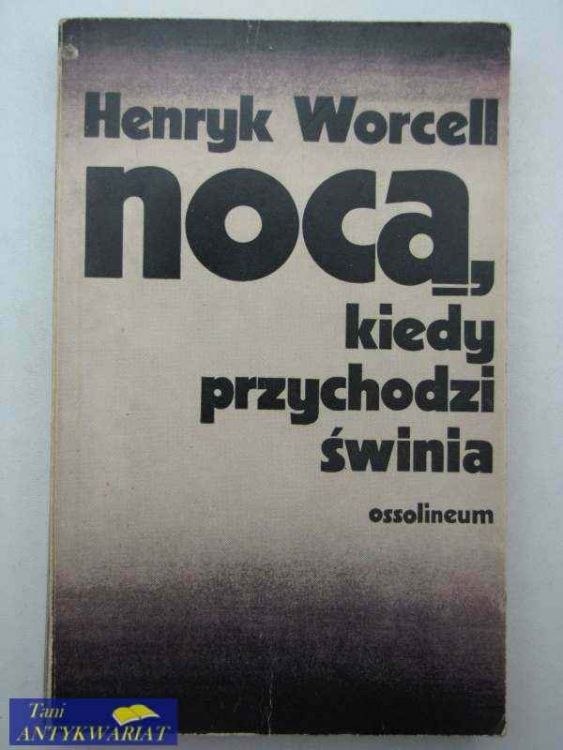 Henryk Worcell
nocą,
kiedy
przychodzi
świnia
ossolineum
Tani
ANTYKWARIAT